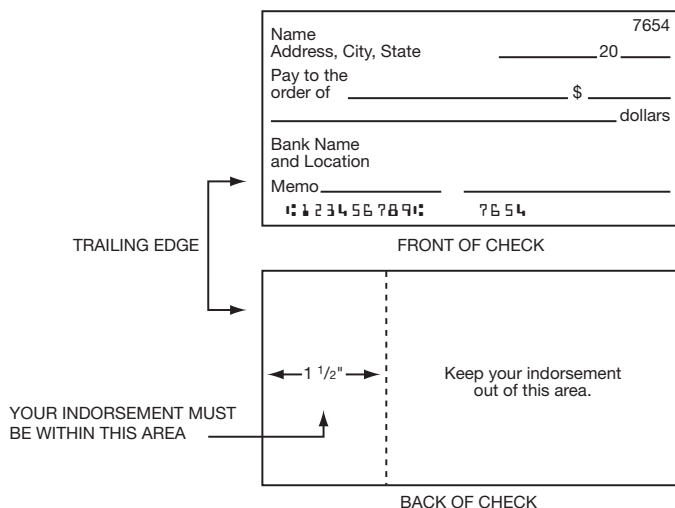 7654
Name
Address, City, State 20
Pay to the
order of $
dollars
Bank Name
and Location
Memo
⑆123456789⑆ 7654
TRAILING EDGE
FRONT OF CHECK
1 1/2"
Keep your indorsement
out of this area.
YOUR INDORSEMENT MUST
BE WITHIN THIS AREA
BACK OF CHECK